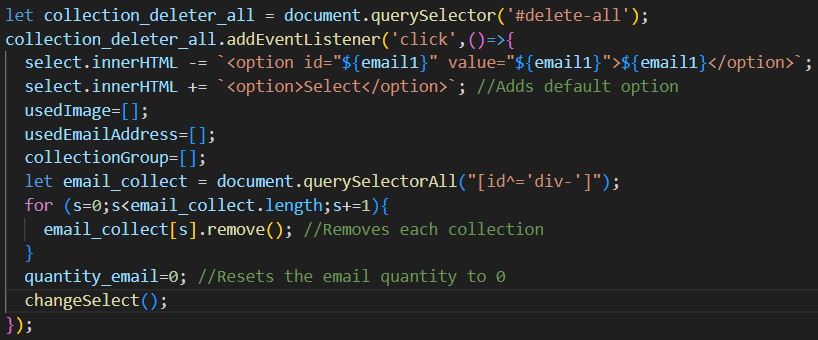 let collection_deleter_all = document.querySelector('#delete-all');
collection_deleter_all.addEventListener('click',()=>{
  select.innerHTML -= `<option id="${email1}" value="${email1}">${email1}</option>`;
  select.innerHTML += `<option>Select</option>`; //Adds default option
  usedImage=[];
  usedEmailAddress=[];
  collectionGroup=[];
  let email_collect = document.querySelectorAll("[id^='div-']");
  for (s=0;s<email_collect.length;s+=1){
    email_collect[s].remove(); //Removes each collection
  }
  quantity_email=0; //Resets the email quantity to 0
  changeSelect();
});